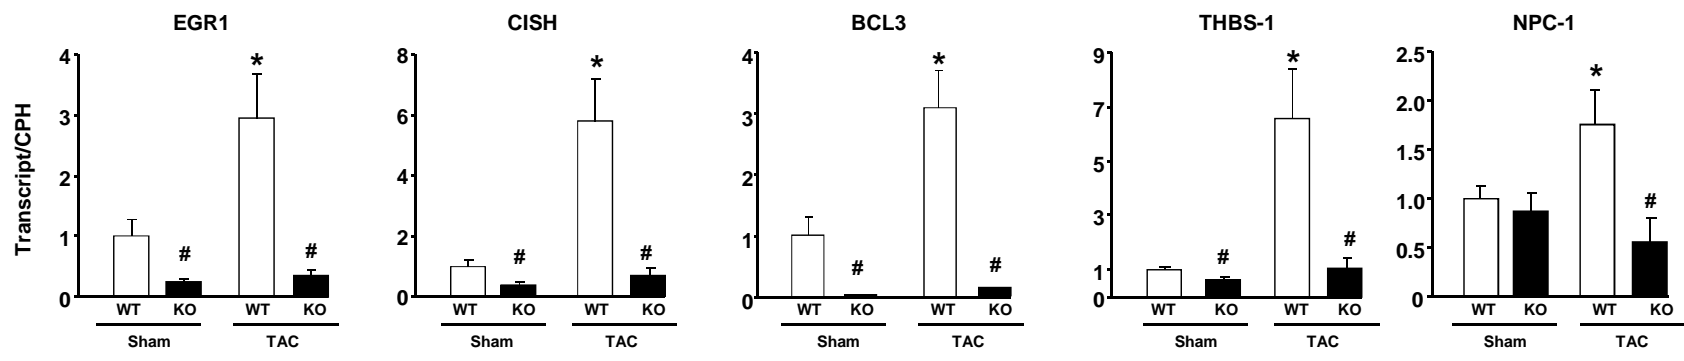 EGR1 CISH BCL3 THBS-1 NPC-1
Transcript/CPH
4
3
2
1
0
* # #
WT KO WT KO
Sham TAC
8
6
4
2
0
* # #
WT KO WT KO
Sham TAC
4
3
2
1
0
* # #
WT KO WT KO
Sham TAC
9
7
5
3
1
0
* # #
WT KO WT KO
Sham TAC
2.5
2.0
1.5
1.0
0.5
0
* #
WT KO WT KO
Sham TAC